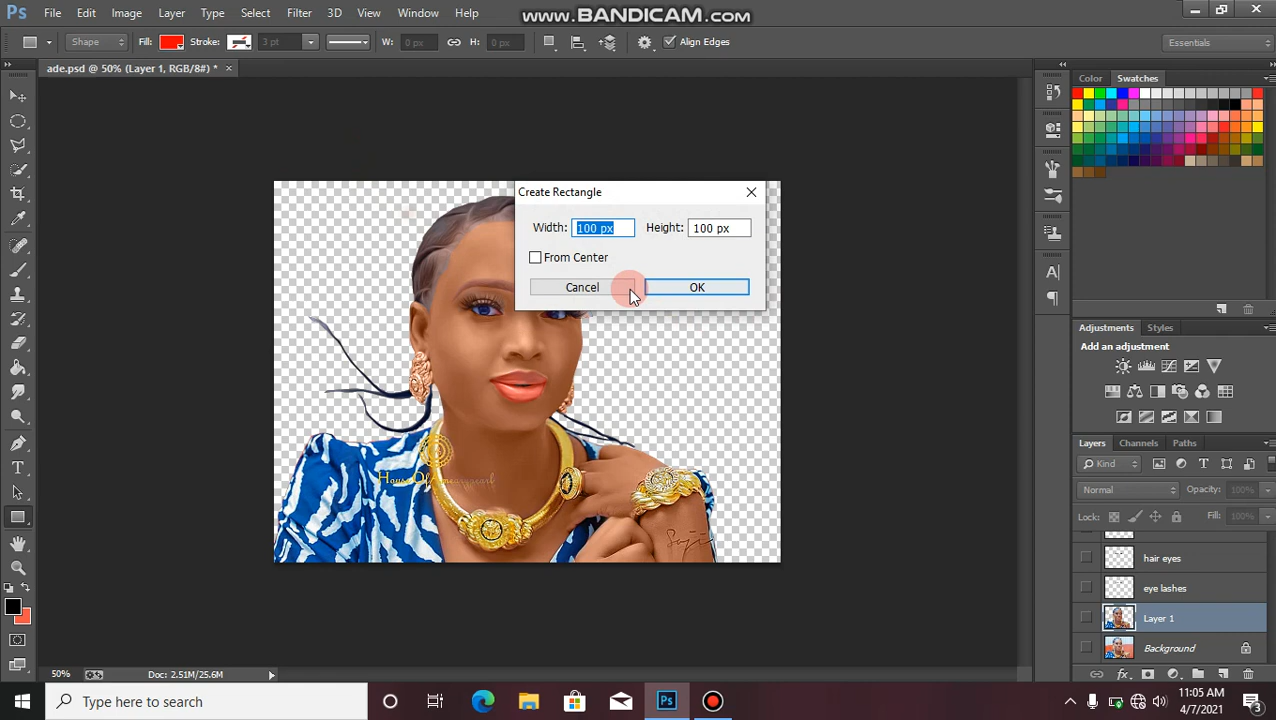 Ps File Edit Image Layer Type Select Filter 3D View Window Help
www.BANDICAM.com
Shape Fill: Stroke: 3 pt W: 0 px H: 0 px Align Edges Essentials
ade.psd @ 50% (Layer 1, RGB/8#) *
Color Swatches
Create Rectangle
Width: 100 px Height: 100 px
From Center
Cancel OK
Adjustments Styles
Add an adjustment
Layers Channels Paths
Kind
Normal Opacity: 100%
Lock: Fill: 100%
hair eyes
eye lashes
Layer 1
Background
50% Doc: 2.51M/25.6M
Type here to search
11:05 AM
4/7/2021